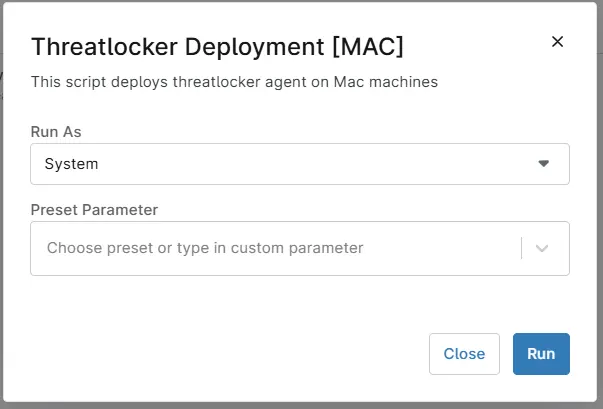 Threatlocker Deployment [MAC]
This script deploys threatlocker agent on Mac machines
Run As
System
Preset Parameter
Choose preset or type in custom parameter
Close
Run